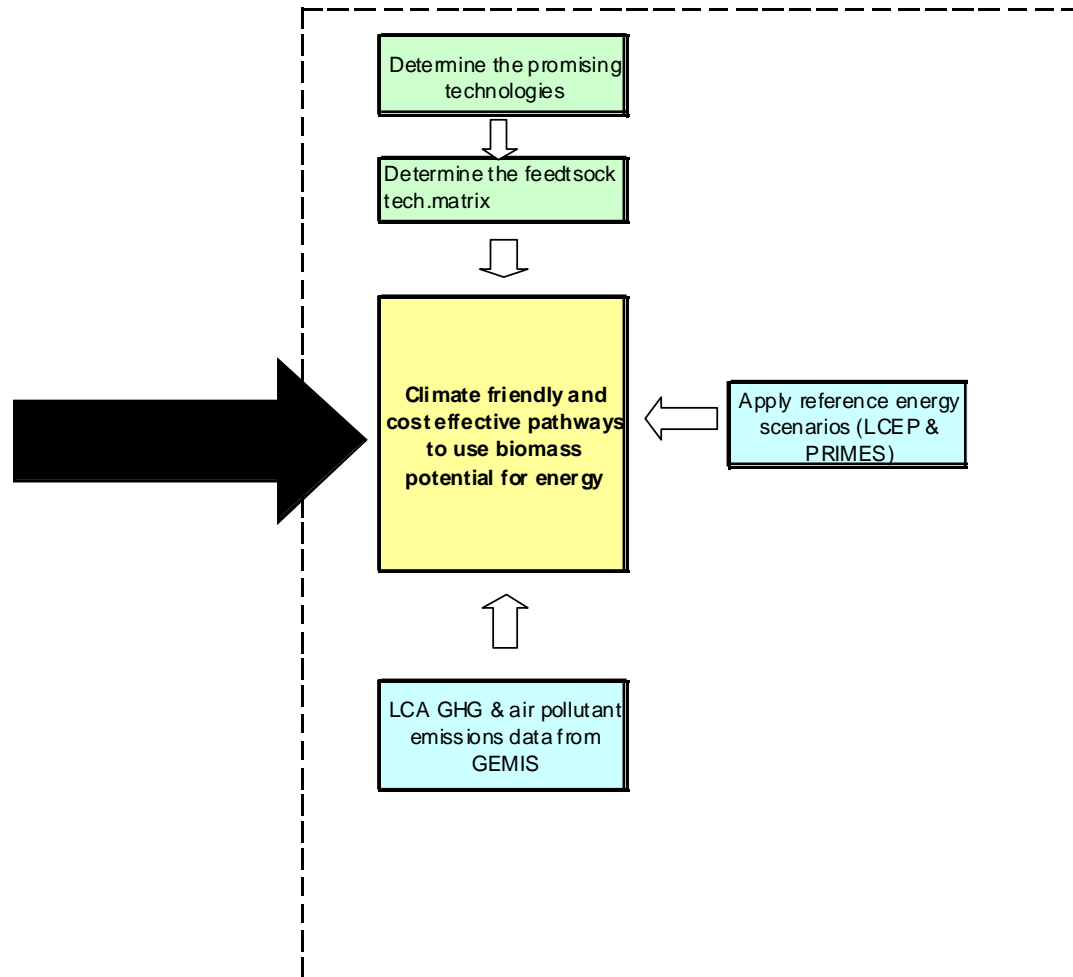 Determine the promising
technologies
Determine the feedtsock
tech.matrix
Climate friendly and
cost effective pathways
to use biomass
potential for energy
Apply reference energy
scenarios (LCEP &
PRIMES)
LCA GHG & air pollutant
emissions data from
GEMIS